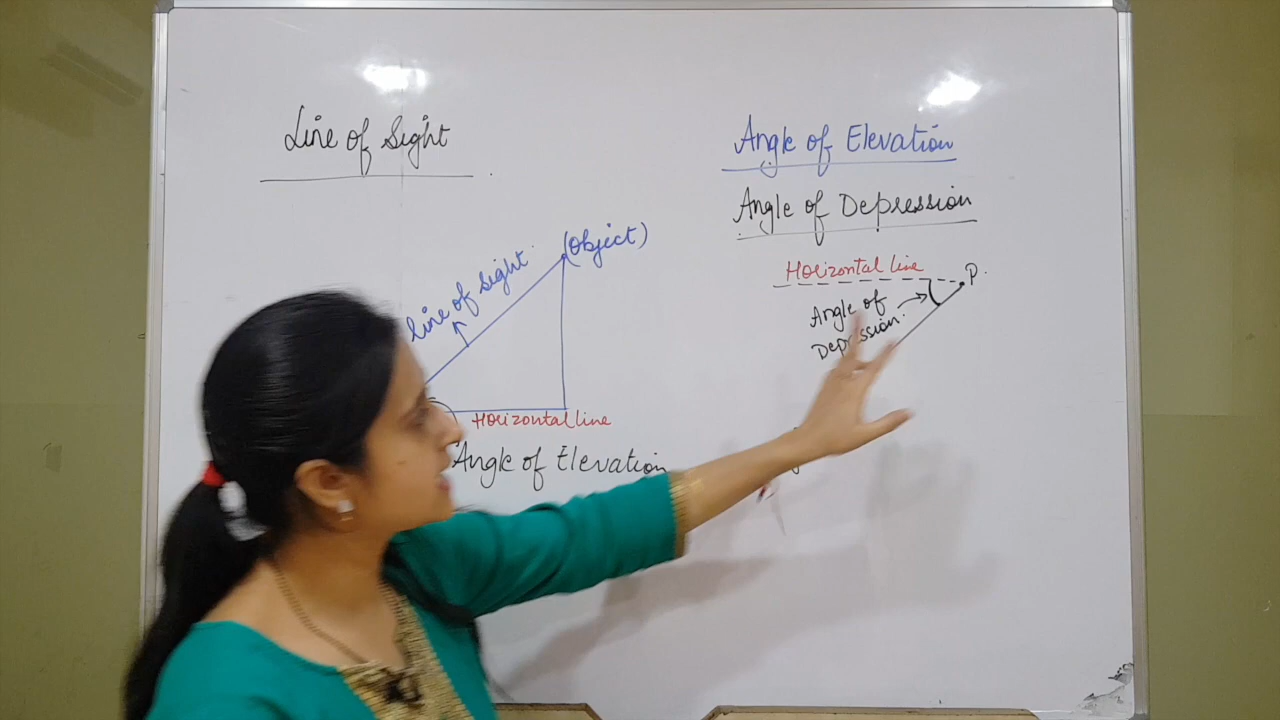 Line of Sight
Angle of Elevation
Angle of Depression
(Object)
line of sight
Horizontal line
P.
Angle of
Depression.
Horizontal line
Angle of Elevation